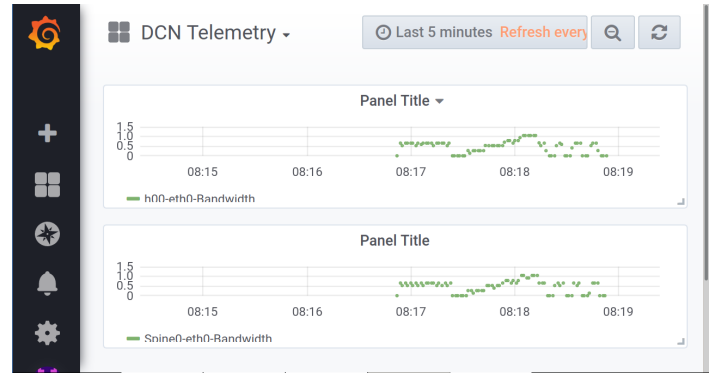 DCN Telemetry
Last 5 minutes Refresh every
Panel Title
1.5
1.0
0.5
0
08:15 08:16 08:17 08:18 08:19
h00-eth0-Bandwidth
Panel Title
1.5
1.0
0.5
0
08:15 08:16 08:17 08:18 08:19
Spine0-eth0-Bandwidth